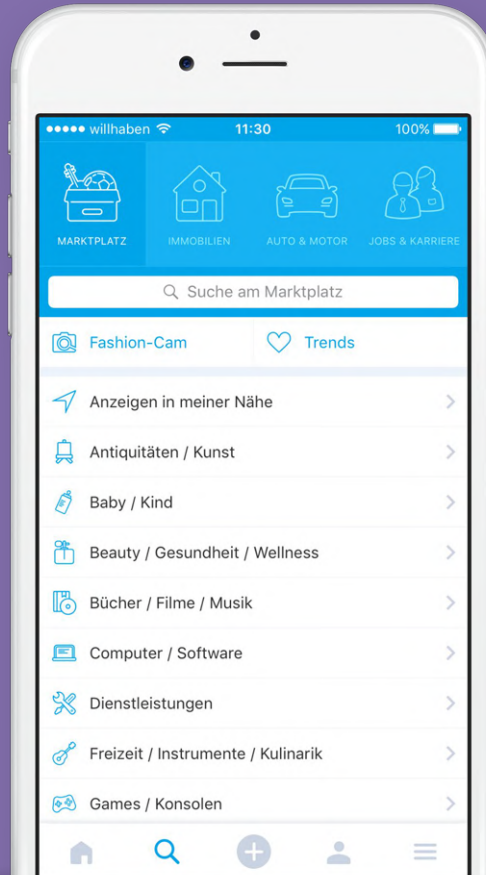 willhaben 11:30 100%
MARKTPLATZ IMMOBILIEN AUTO & MOTOR JOBS & KARRIERE
Suche am Marktplatz
Fashion-Cam Trends
Anzeigen in meiner Nähe
Antiquitäten / Kunst
Baby / Kind
Beauty / Gesundheit / Wellness
Bücher / Filme / Musik
Computer / Software
Dienstleistungen
Freizeit / Instrumente / Kulinarik
Games / Konsolen